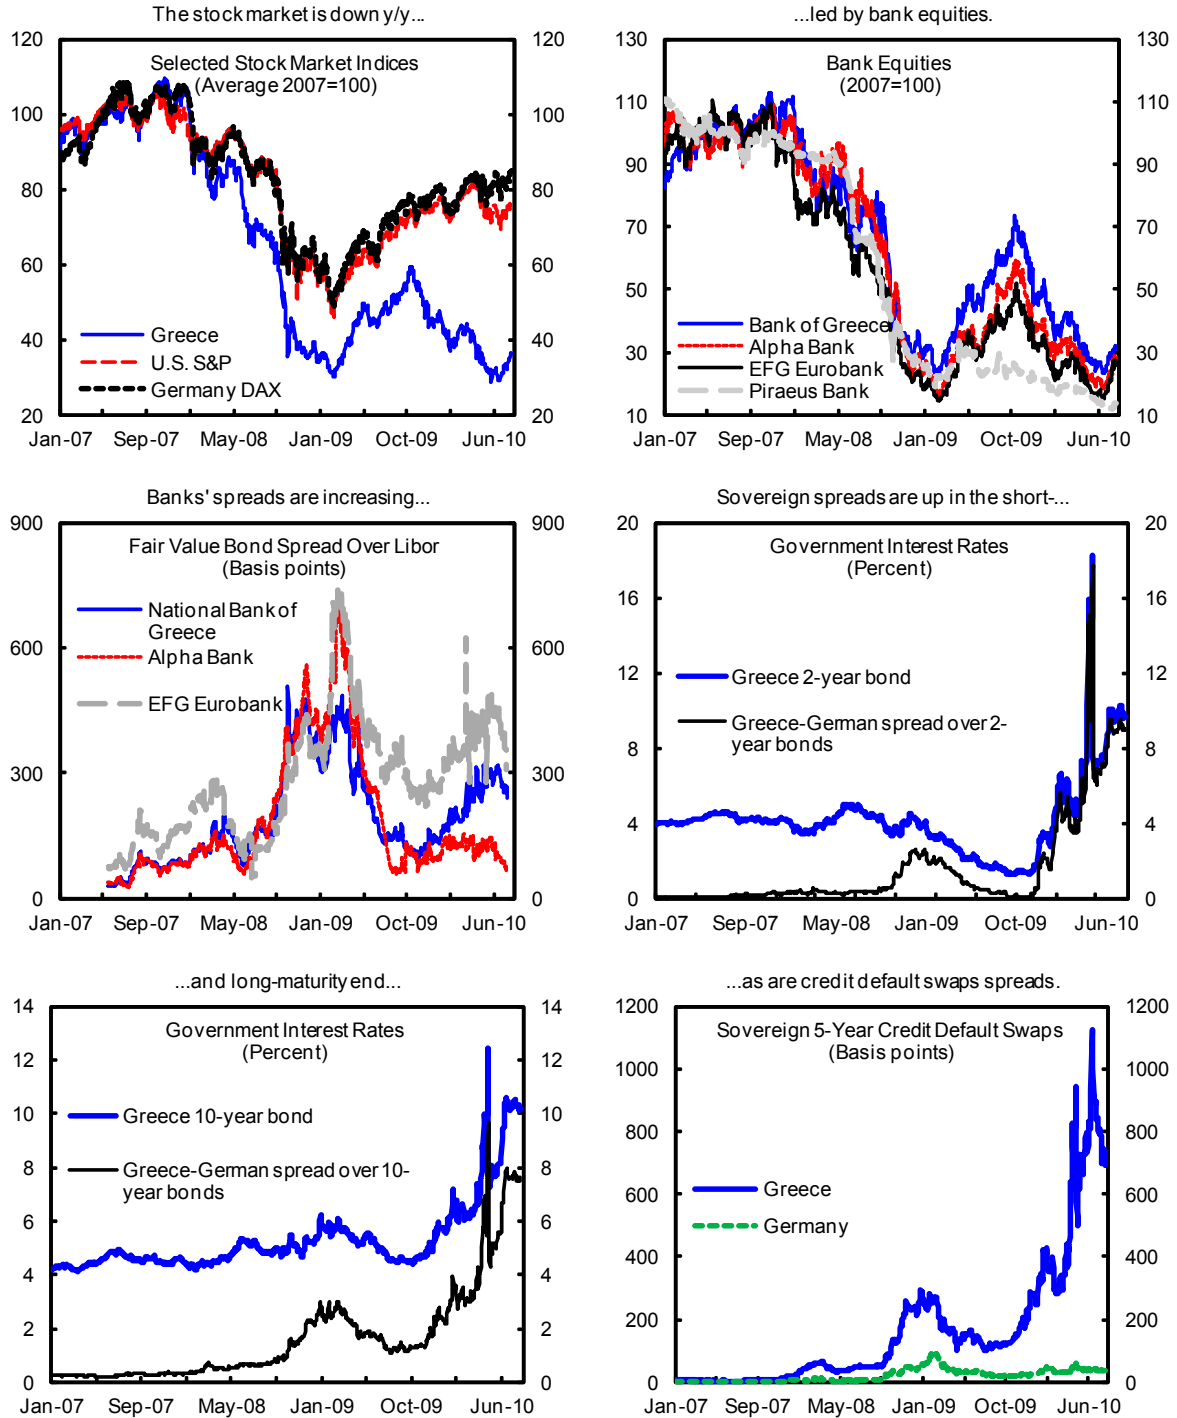 The stock market is down y/y...
120
100
80
60
40
20
Selected Stock Market Indices
(Average 2007=100)
Greece
U.S. S&P
Germany DAX
120
100
80
60
40
20
Jan-07 Sep-07 May-08 Jan-09 Oct-09 Jun-10
...led by bank equities.
130
110
90
70
50
30
10
Bank Equities
(2007=100)
Bank of Greece
Alpha Bank
EFG Eurobank
Piraeus Bank
130
110
90
70
50
30
10
Jan-07 Sep-07 May-08 Jan-09 Oct-09 Jun-10
Banks' spreads are increasing...
900
600
300
0
Fair Value Bond Spread Over Libor
(Basis points)
National Bank of
Greece
Alpha Bank
EFG Eurobank
900
600
300
0
Jan-07 Sep-07 May-08 Jan-09 Oct-09 Jun-10
Sovereign spreads are up in the short-...
20
16
12
8
4
0
Government Interest Rates
(Percent)
Greece 2-year bond
Greece-German spread over 2-
year bonds
20
16
12
8
4
0
Jan-07 Sep-07 May-08 Jan-09 Oct-09 Jun-10
...and long-maturity end...
14
12
10
8
6
4
2
0
Government Interest Rates
(Percent)
Greece 10-year bond
Greece-German spread over 10-
year bonds
14
12
10
8
6
4
2
0
Jan-07 Sep-07 May-08 Jan-09 Oct-09 Jun-10
...as are credit default swaps spreads.
1200
1000
800
600
400
200
0
Sovereign 5-Year Credit Default Swaps
(Basis points)
Greece
Germany
1200
1000
800
600
400
200
0
Jan-07 Sep-07 May-08 Jan-09 Oct-09 Jun-10